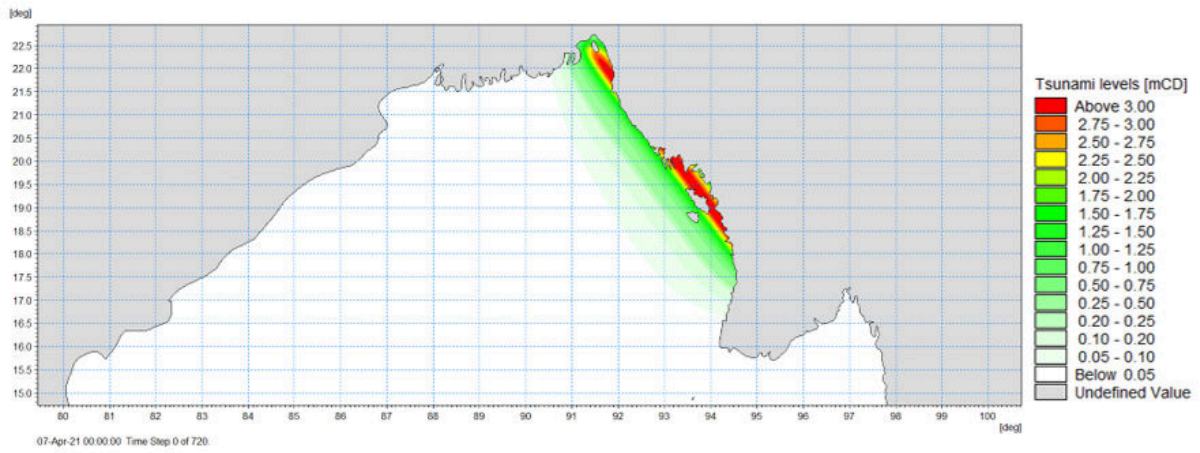 [deg]
22.5
22.0
21.5
21.0
20.5
20.0
19.5
19.0
18.5
18.0
17.5
17.0
16.5
16.0
15.5
15.0
80 81 82 83 84 85 86 87 88 89 90 91 92 93 94 95 96 97 98 99 100
[deg]
07-Apr-21 00:00:00 Time Step 0 of 720.
Tsunami levels [mCD]
Above 3.00
2.75 - 3.00
2.50 - 2.75
2.25 - 2.50
2.00 - 2.25
1.75 - 2.00
1.50 - 1.75
1.25 - 1.50
1.00 - 1.25
0.75 - 1.00
0.50 - 0.75
0.25 - 0.50
0.20 - 0.25
0.10 - 0.20
0.05 - 0.10
Below 0.05
Undefined Value